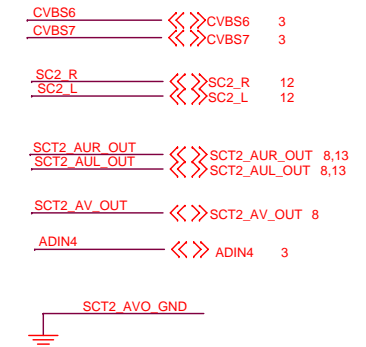 CVBS6 CVBS6 3
CVBS7 CVBS7 3
SC2_R SC2_R 12
SC2_L SC2_L 12
SCT2_AUR_OUT SCT2_AUR_OUT 8,13
SCT2_AUL_OUT SCT2_AUL_OUT 8,13
SCT2_AV_OUT SCT2_AV_OUT 8
ADIN4 ADIN4 3
SCT2_AVO_GND